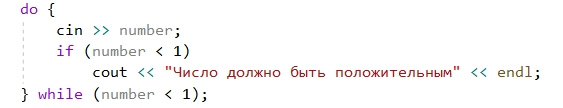 do {
    cin >> number;
    if (number < 1)
        cout << "Число должно быть положительным" << endl;
} while (number < 1);